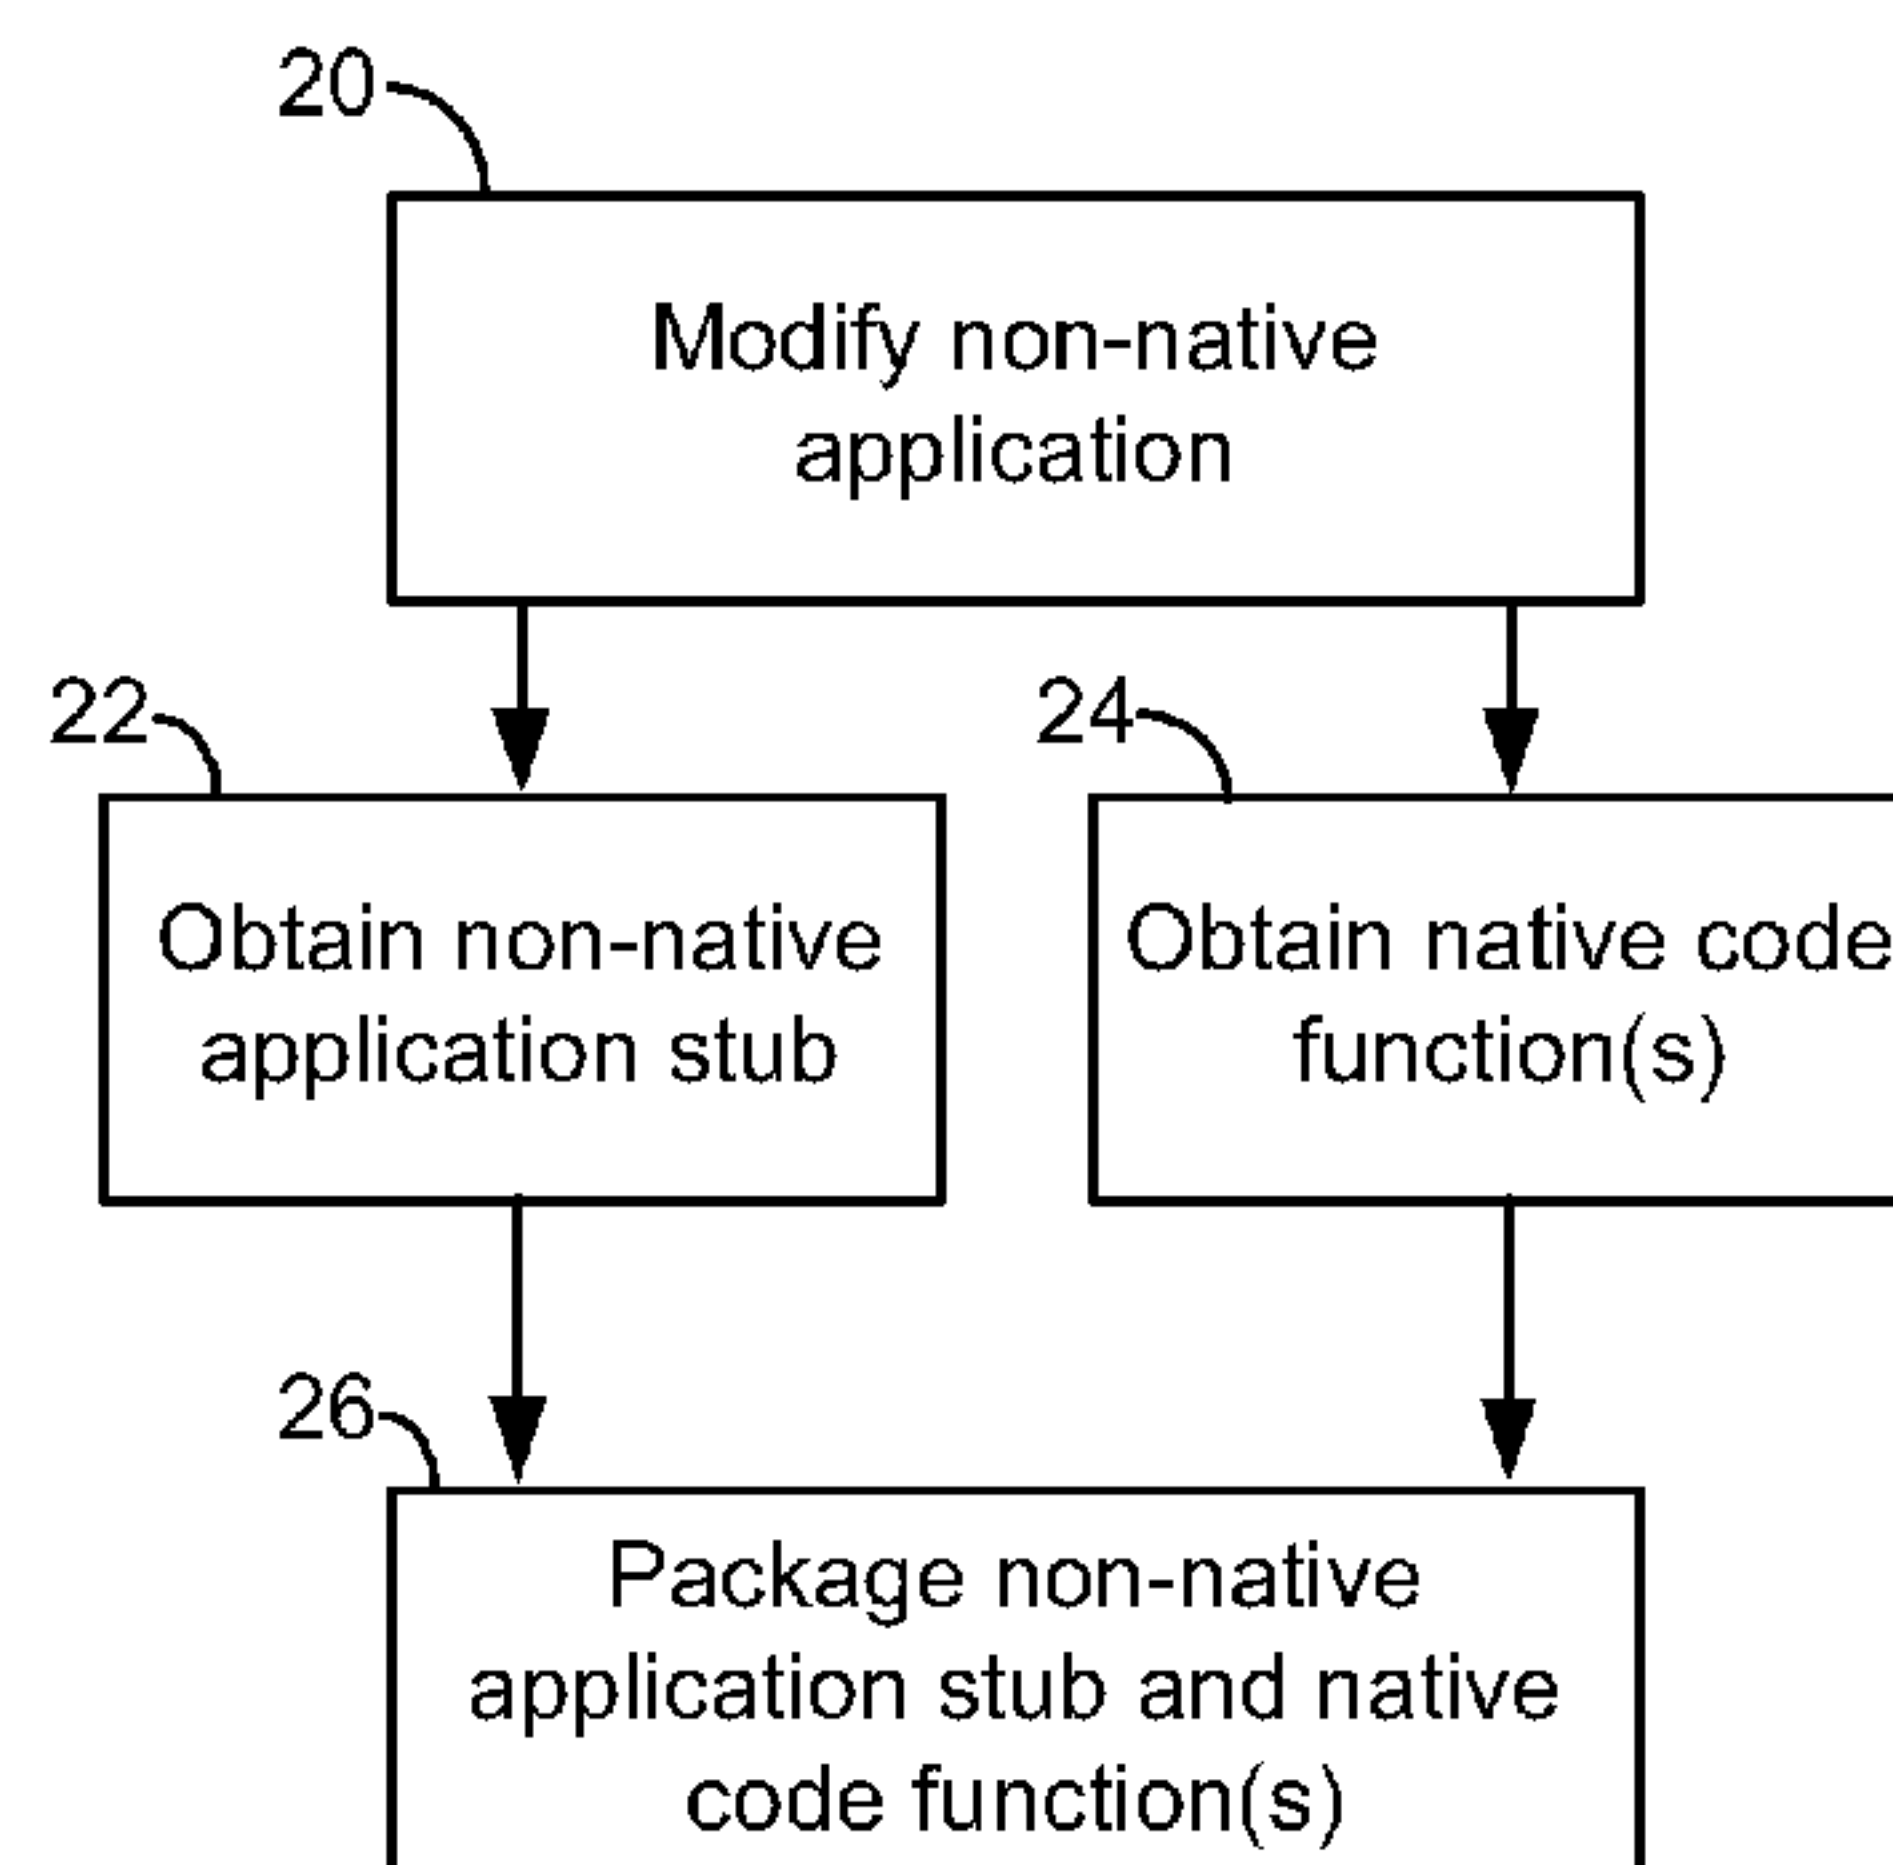 20
Modify non-native
application
22
24
Obtain non-native
application stub
Obtain native code
function(s)
26
Package non-native
application stub and native
code function(s)